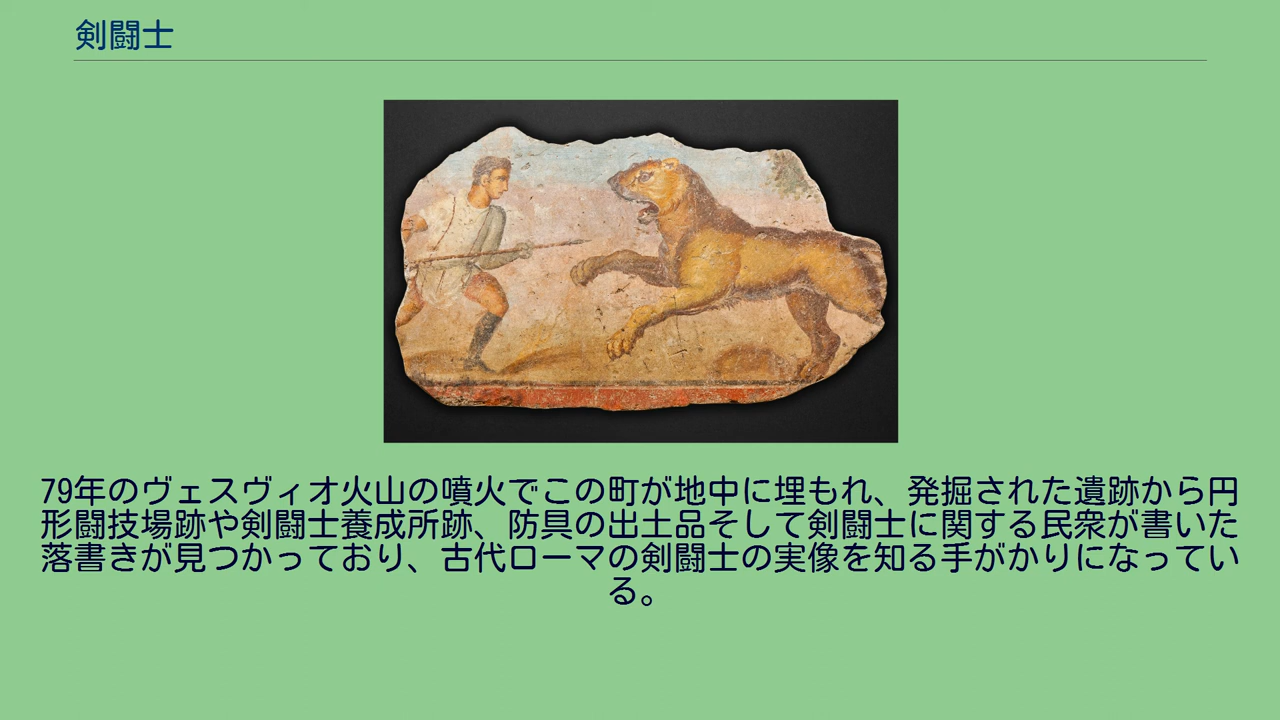 剣闘士
79年のヴェスヴィオ火山の噴火でこの町が地中に埋もれ、発掘された遺跡から円
形闘技場跡や剣闘士養成所跡、防具の出土品そして剣闘士に関する民衆が書いた
落書きが見つかっており、古代ローマの剣闘士の実像を知る手がかりになってい
る。